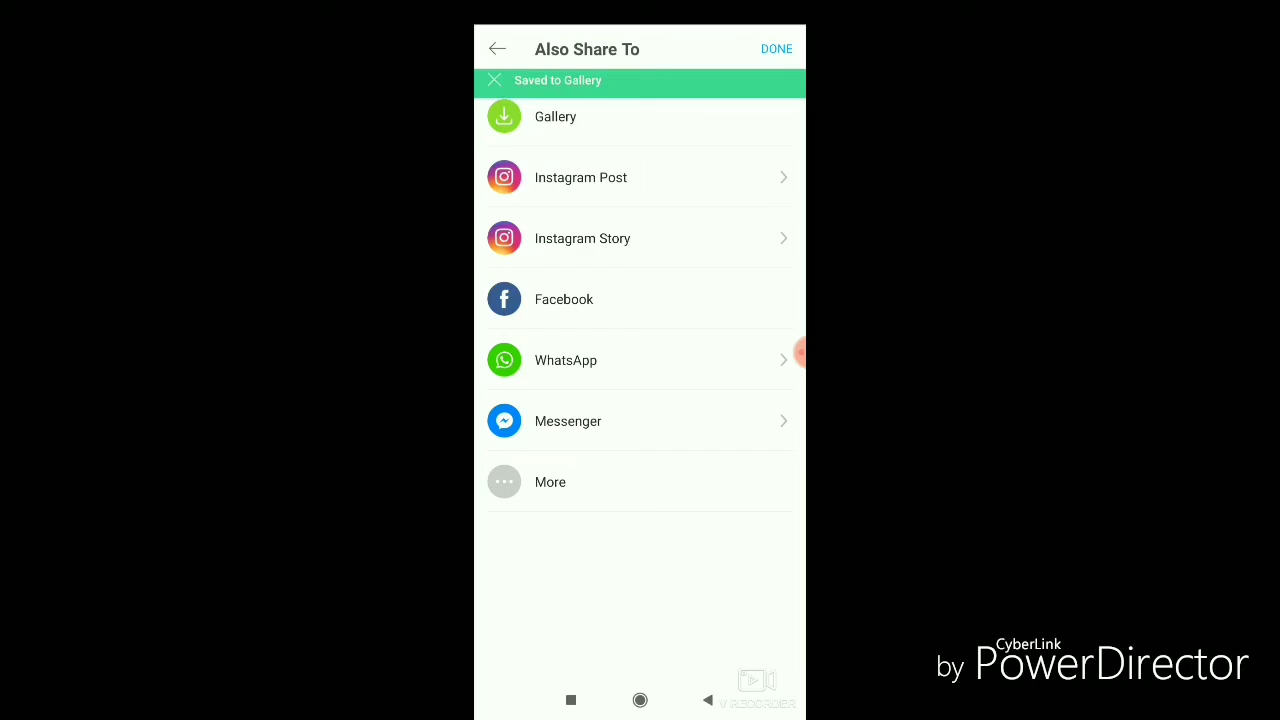 Also Share To
DONE
Saved to Gallery
Gallery
Instagram Post
Instagram Story
Facebook
WhatsApp
Messenger
More
CyberLink
by PowerDirector
V RECORDER